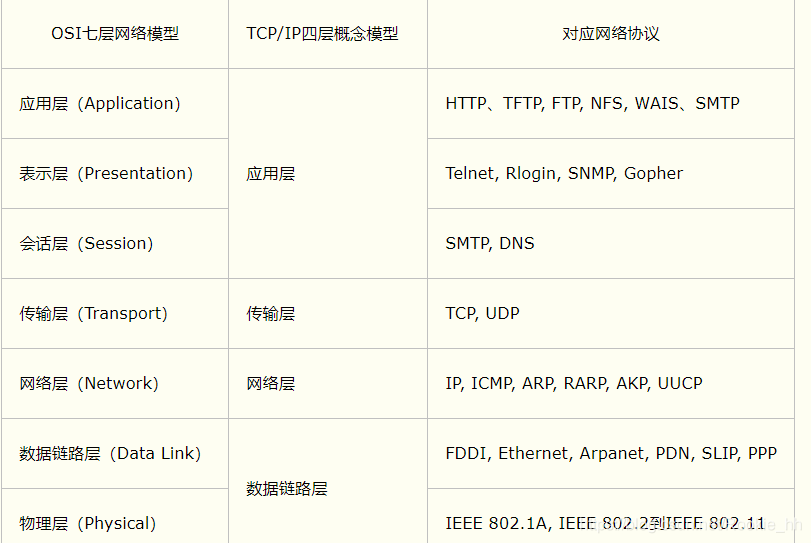 OSI七层网络模型 TCP/IP四层概念模型 对应网络协议
应用层（Application） HTTP、TFTP, FTP, NFS, WAIS、SMTP
表示层（Presentation） 应用层 Telnet, Rlogin, SNMP, Gopher
会话层（Session） SMTP, DNS
传输层（Transport） 传输层 TCP, UDP
网络层（Network） 网络层 IP, ICMP, ARP, RARP, AKP, UUCP
数据链路层（Data Link） FDDI, Ethernet, Arpanet, PDN, SLIP, PPP
数据链路层
物理层（Physical） IEEE 802.1A, IEEE 802.2到IEEE 802.11